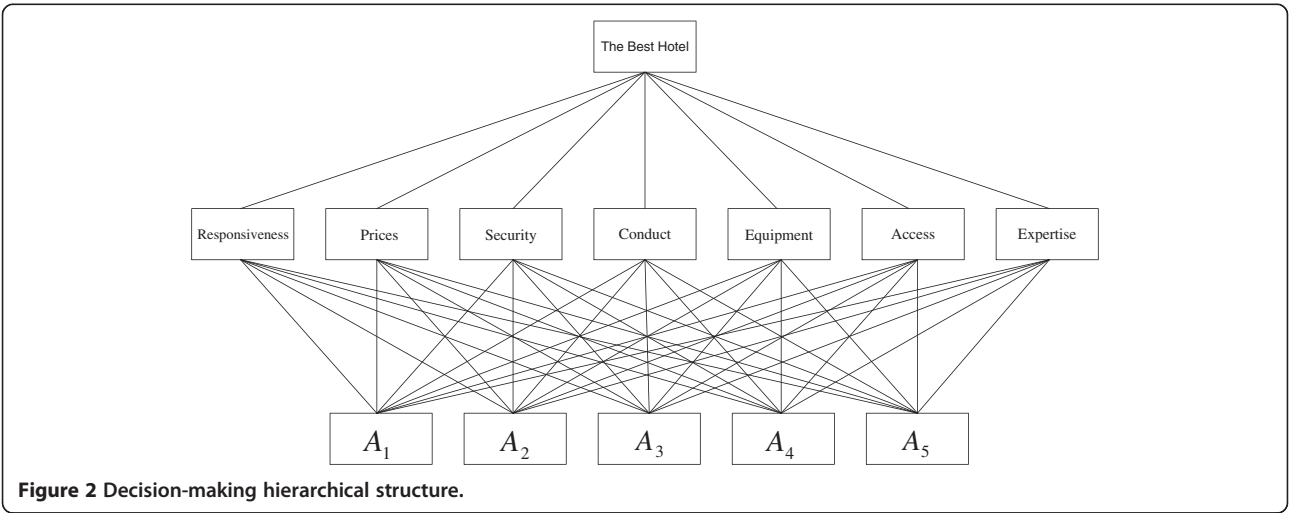 The Best Hotel
Responsiveness Prices Security Conduct Equipment Access Expertise
A1 A2 A3 A4 A5
Figure 2 Decision-making hierarchical structure.